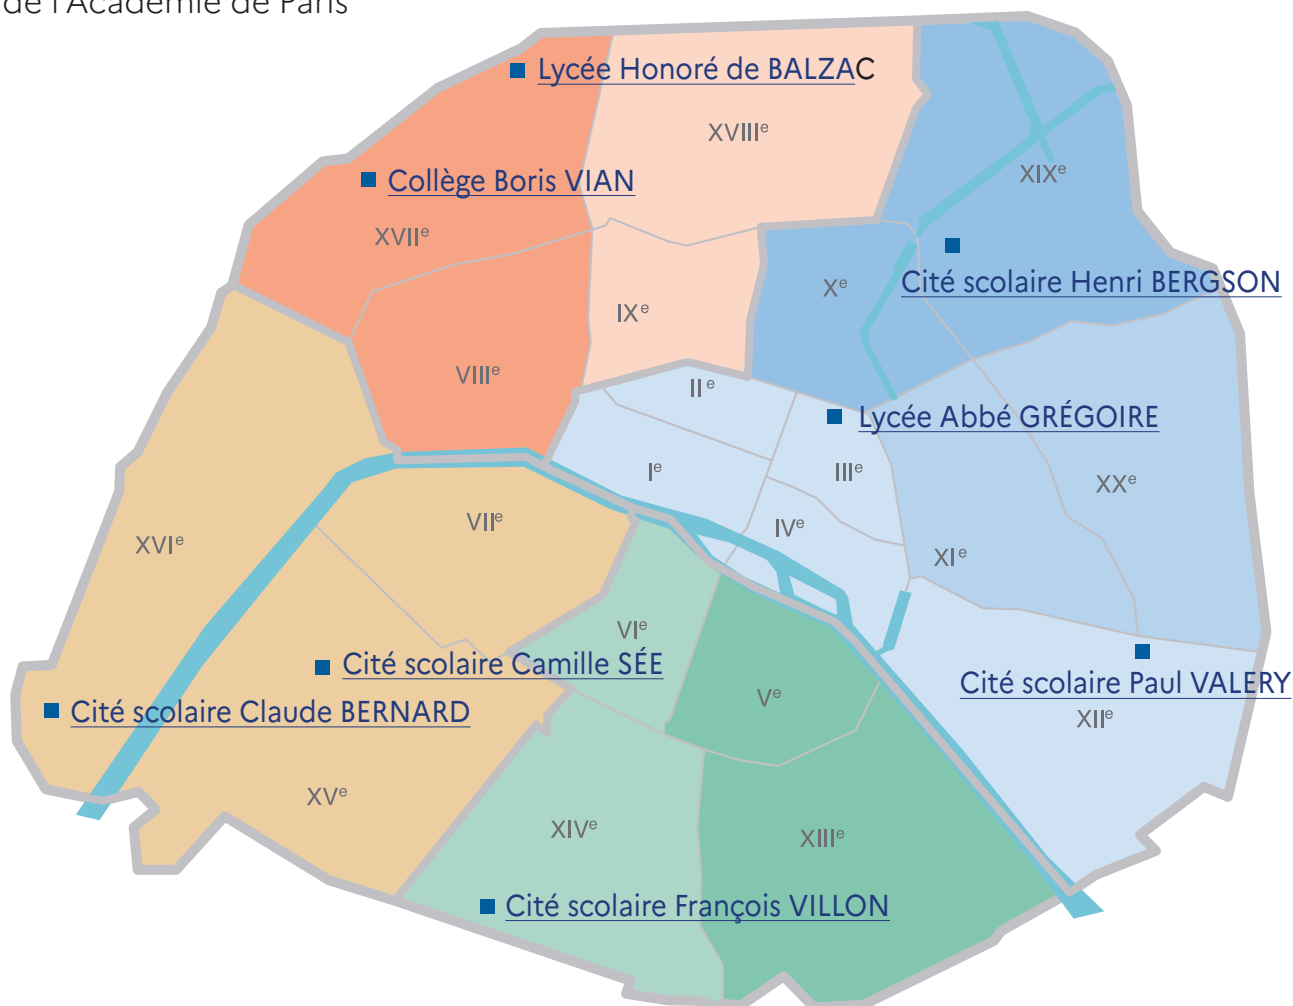 de l'Académie de Paris
Lycée Honoré de BALZAC
XVIIIᵉ
XIXᵉ
Collège Boris VIAN
XVIIᵉ
Cité scolaire Henri BERGSON
Xᵉ
IXᵉ
VIIIᵉ
IIᵉ
Lycée Abbé GRÉGOIRE
Iᵉ
IIIᵉ
XXᵉ
VIIᵉ
IVᵉ
XVIᵉ
XIᵉ
VIᵉ
Cité scolaire Camille SÉE
Cité scolaire Paul VALERY
Vᵉ
Cité scolaire Claude BERNARD
XIIᵉ
XVᵉ
XIVᵉ
XIIIᵉ
Cité scolaire François VILLON